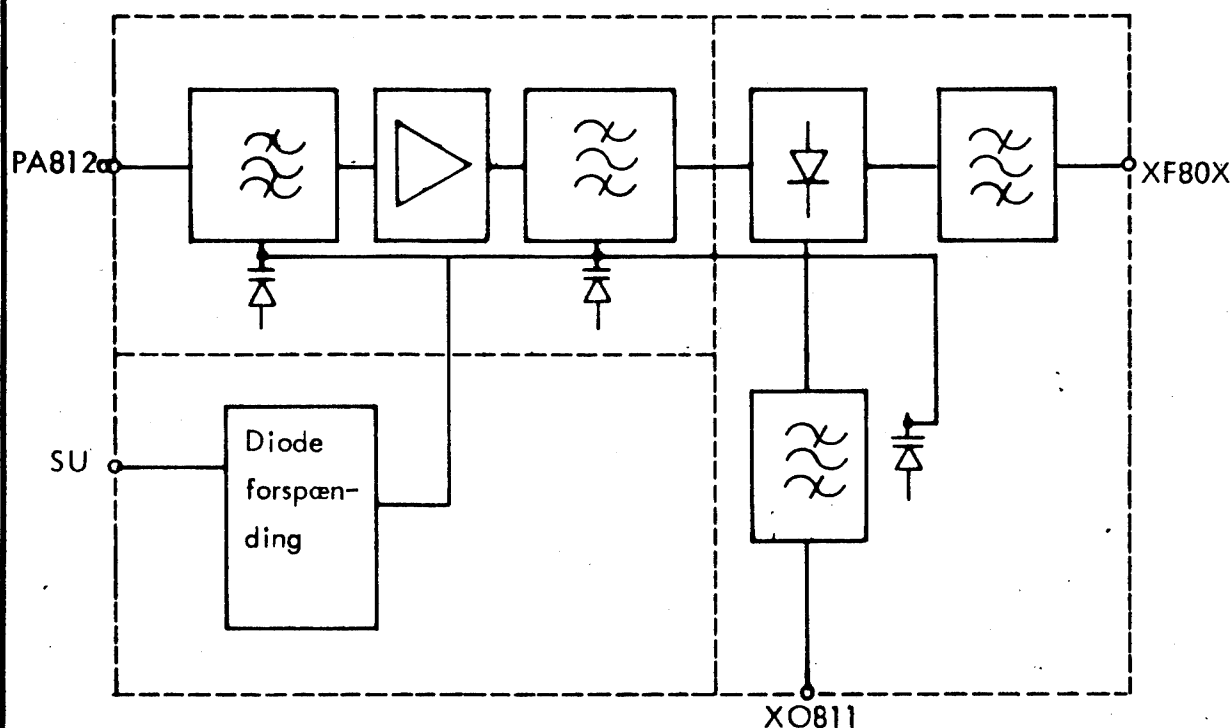 PA812
XF80X
SU
Diode
forspæn-
ding
XO811